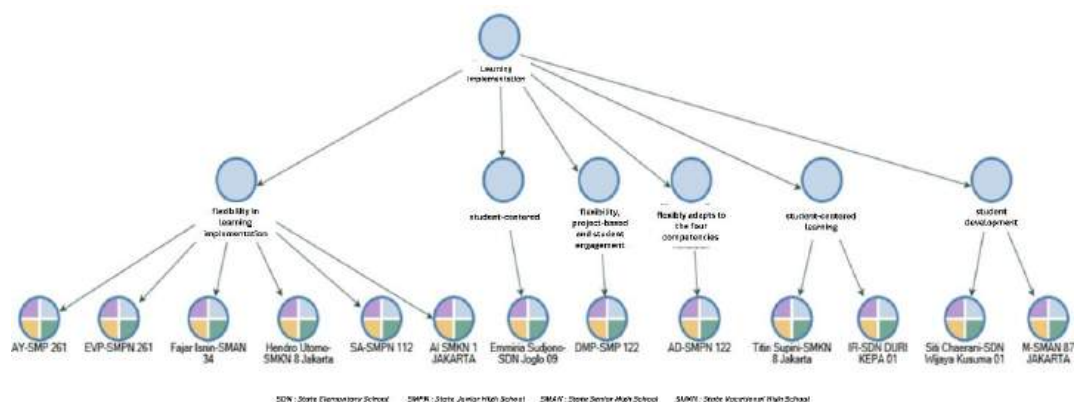 Learning
implementation
flexibility in
learning
implementation
student-centered
flexibility,
project-based
and student
engagement
flexibly adapts to
the four
competencies
student-centered
learning
student
development
AY-SMP 261
EVP-SMPN 261
Fajar Isnin-SMAN
34
Hendro Utomo-
SMKN 8 Jakarta
SA-SMPN 112
AI SMKN 1
JAKARTA
Emmiria Sudjono-
SDN Joglo 09
DMP-SMP 122
AD-SMPN 122
Titin Supini-SMKN
8 Jakarta
IR-SDN DURI
KEPA 01
Siti Chaerani-SDN
Wijaya Kusuma 01
M-SMAN 87
JAKARTA
SDN : State Elementary School SMPN : State Junior High School SMAN : State Senior High School SMKN : State Vocational High School